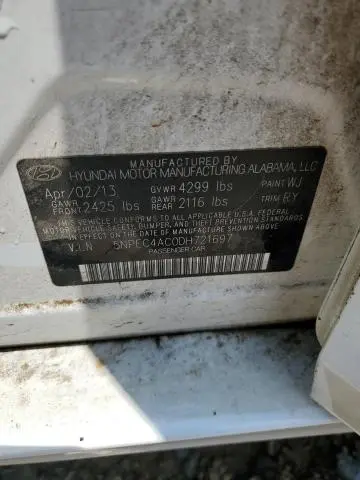 MANUFACTURED BY
HYUNDAI MOTOR MANUFACTURING ALABAMA, LLC
Apr/02/13 GVWR 4299 lbs PAINT WJ
GAWR FRONT 2425 lbs GAWR REAR 2116 lbs TRIM RY
THIS VEHICLE CONFORMS TO ALL APPLICABLE U.S. FEDERAL
MOTOR VEHICLE SAFETY, BUMPER, AND THEFT PREVENTION STANDARDS
IN EFFECT ON THE DATE OF MANUFACTURE SHOWN ABOVE.
V.I.N 5NPEC4AC0DH721697
PASSENGER CAR